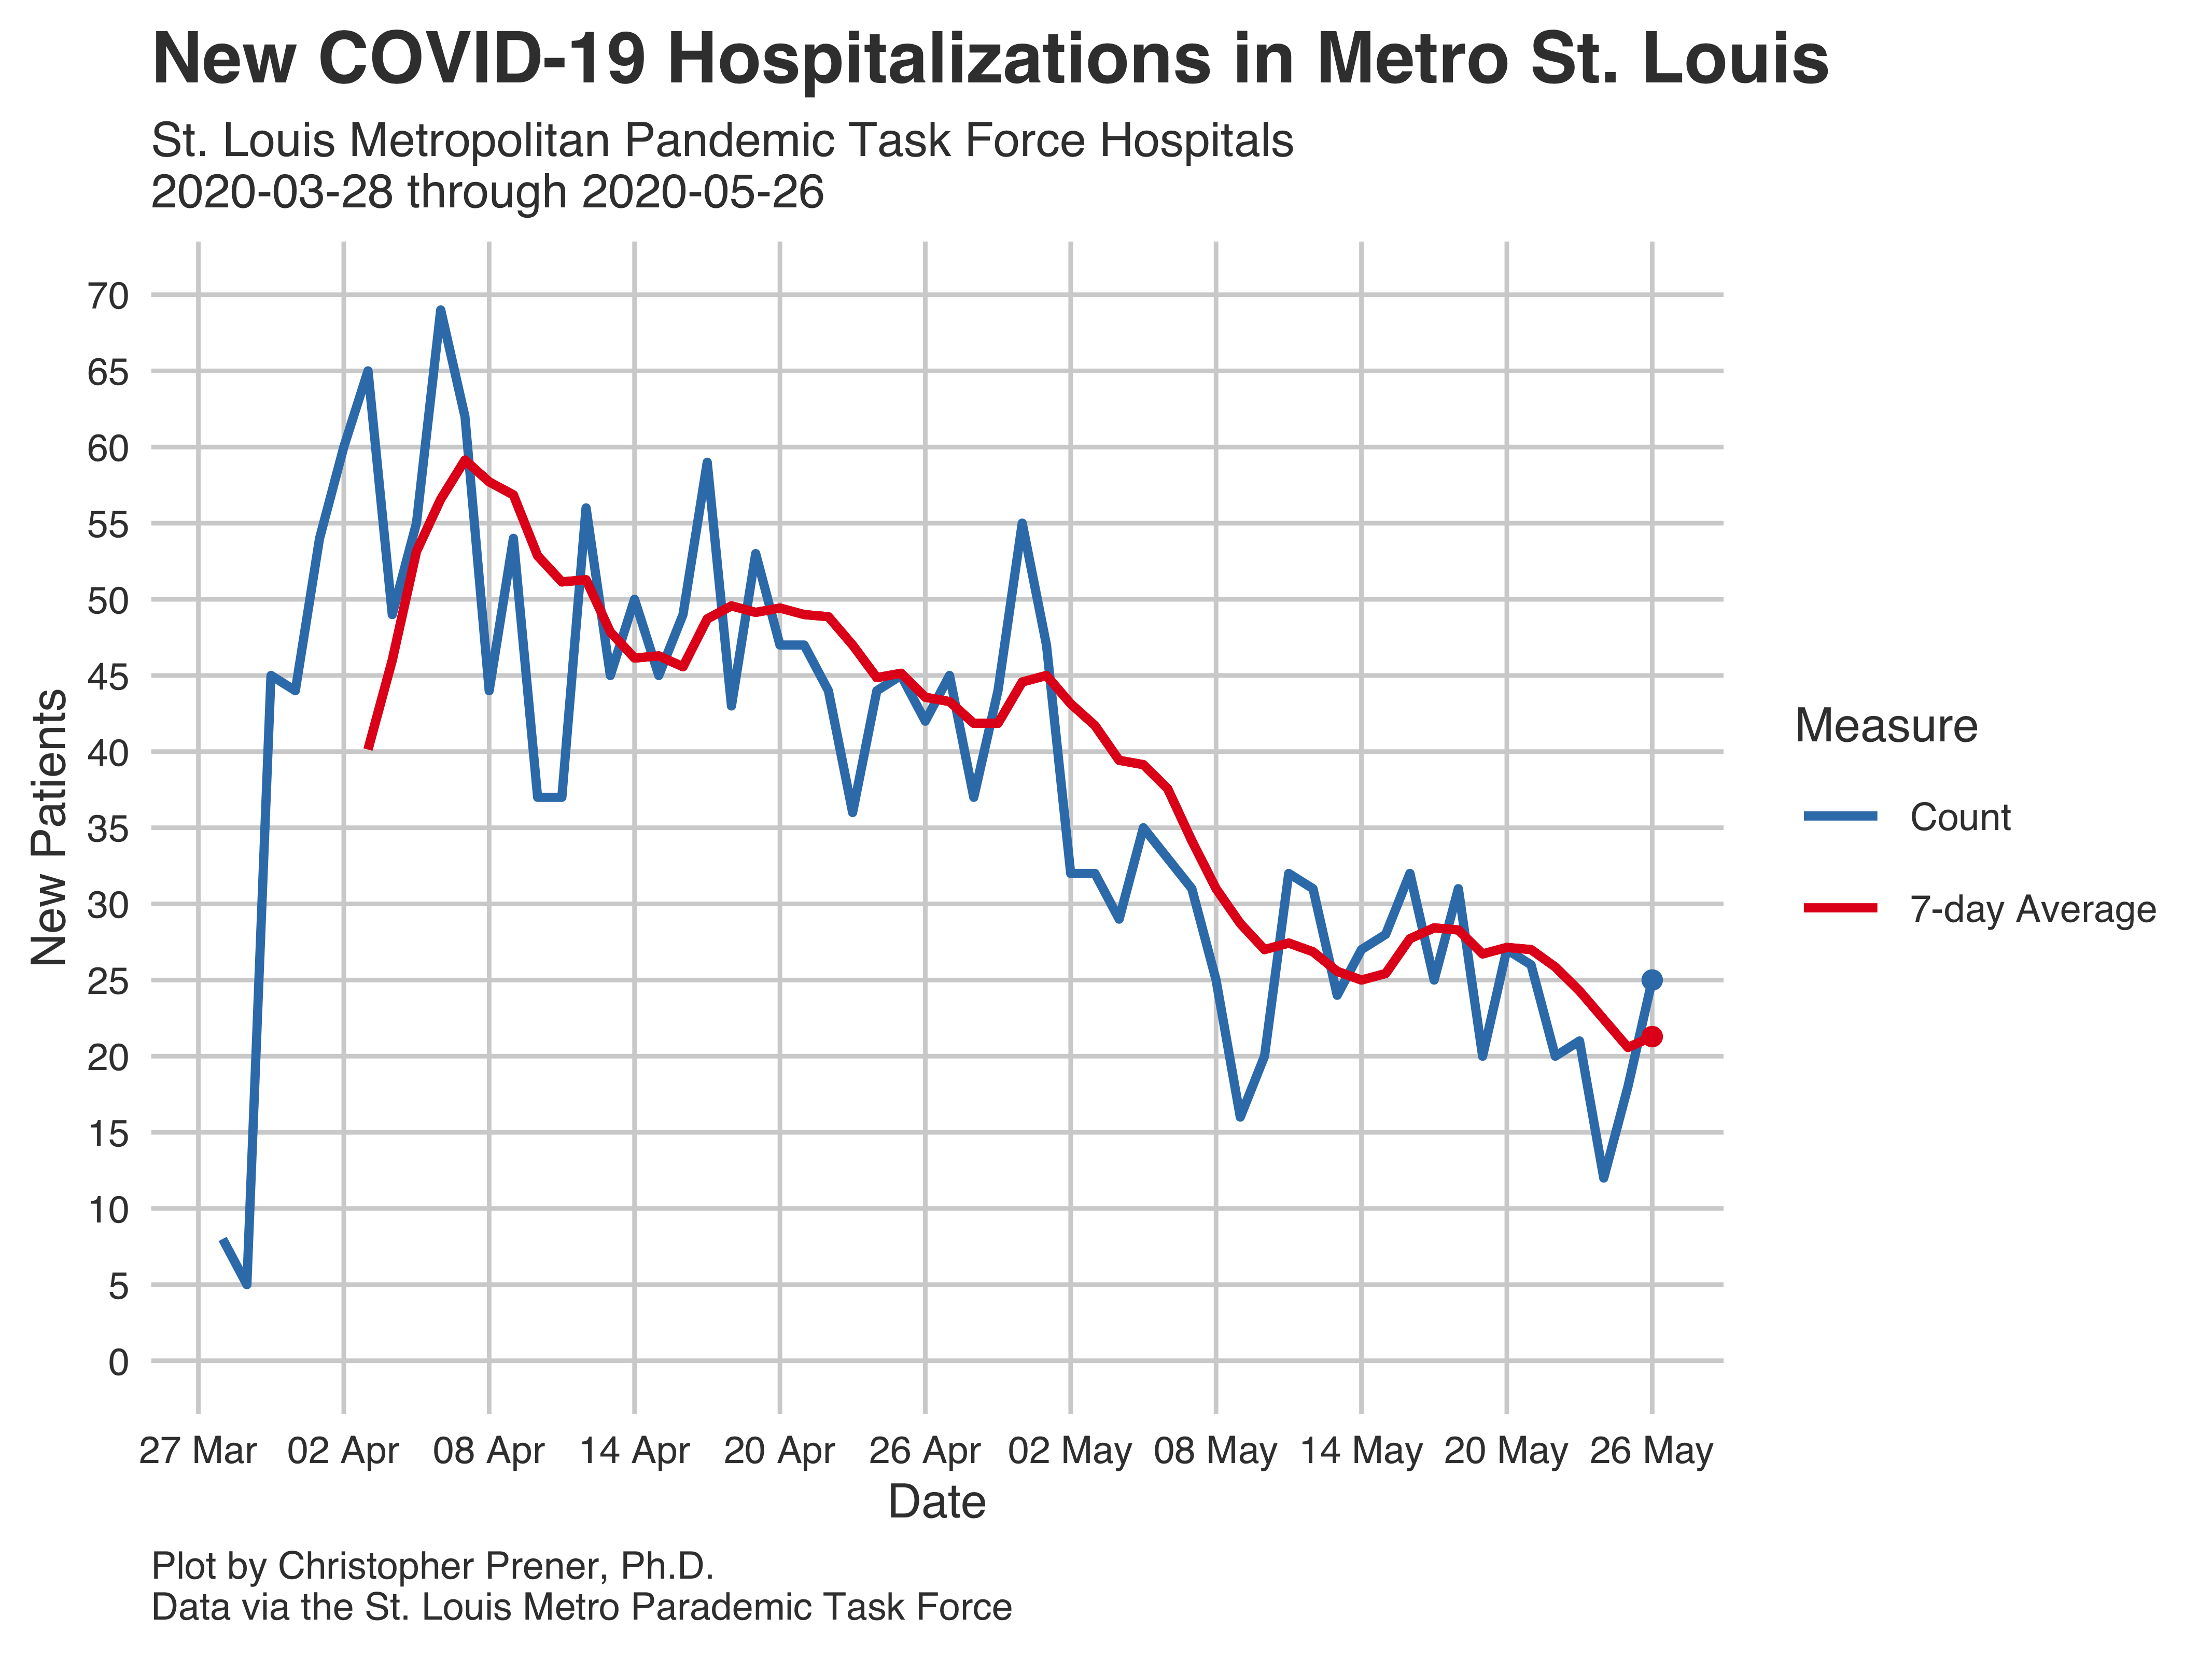 New COVID-19 Hospitalizations in Metro St. Louis
St. Louis Metropolitan Pandemic Task Force Hospitals
2020-03-28 through 2020-05-26
70
65
60
55
50
45
40
35
30
25
20
15
10
5
0
New Patients
27 Mar 02 Apr 08 Apr 14 Apr 20 Apr 26 Apr 02 May 08 May 14 May 20 May 26 May
Date
Measure
Count
7-day Average
Plot by Christopher Prener, Ph.D.
Data via the St. Louis Metro Parademic Task Force